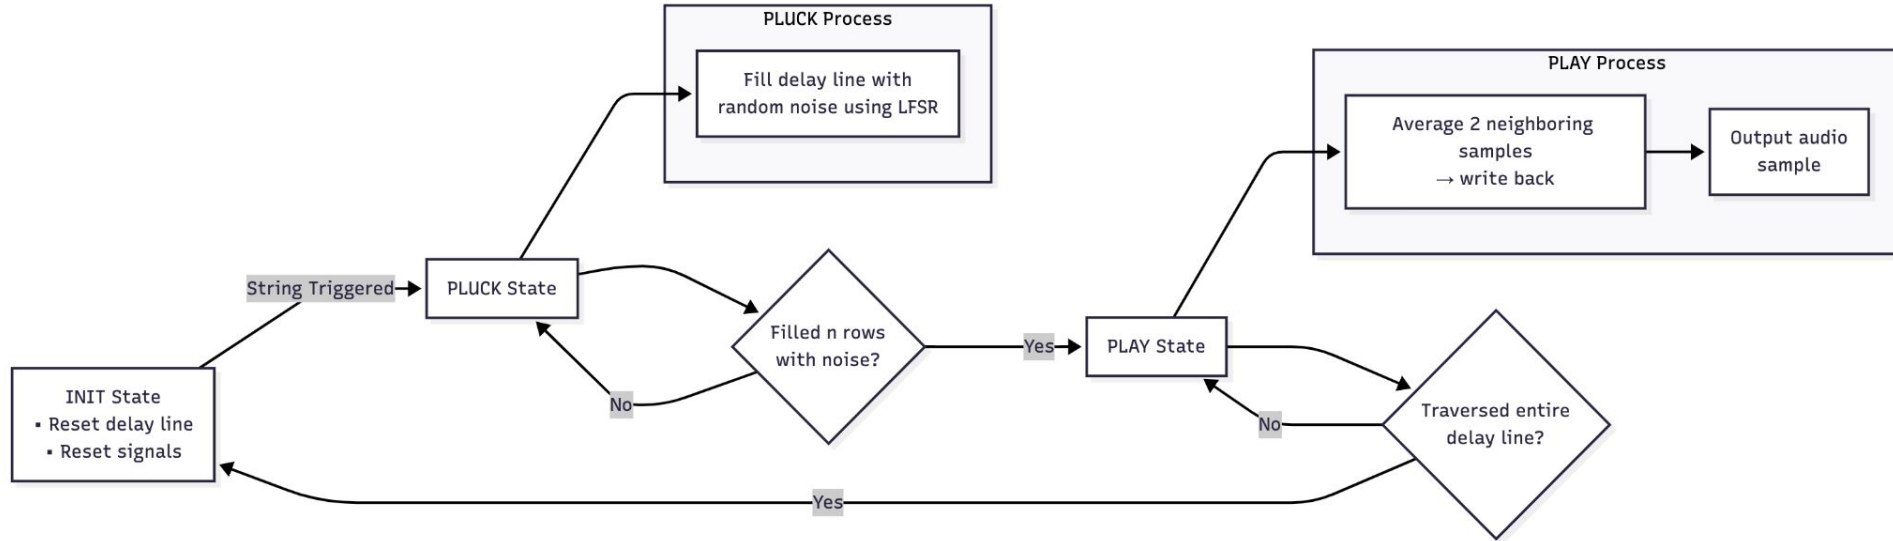 PLUCK Process
Fill delay line with
random noise using LFSR
PLAY Process
Average 2 neighboring
samples
→ write back
Output audio
sample
String Triggered
PLUCK State
Filled n rows
with noise?
Yes
PLAY State
No
INIT State
▪ Reset delay line
▪ Reset signals
Traversed entire
delay line?
No
Yes